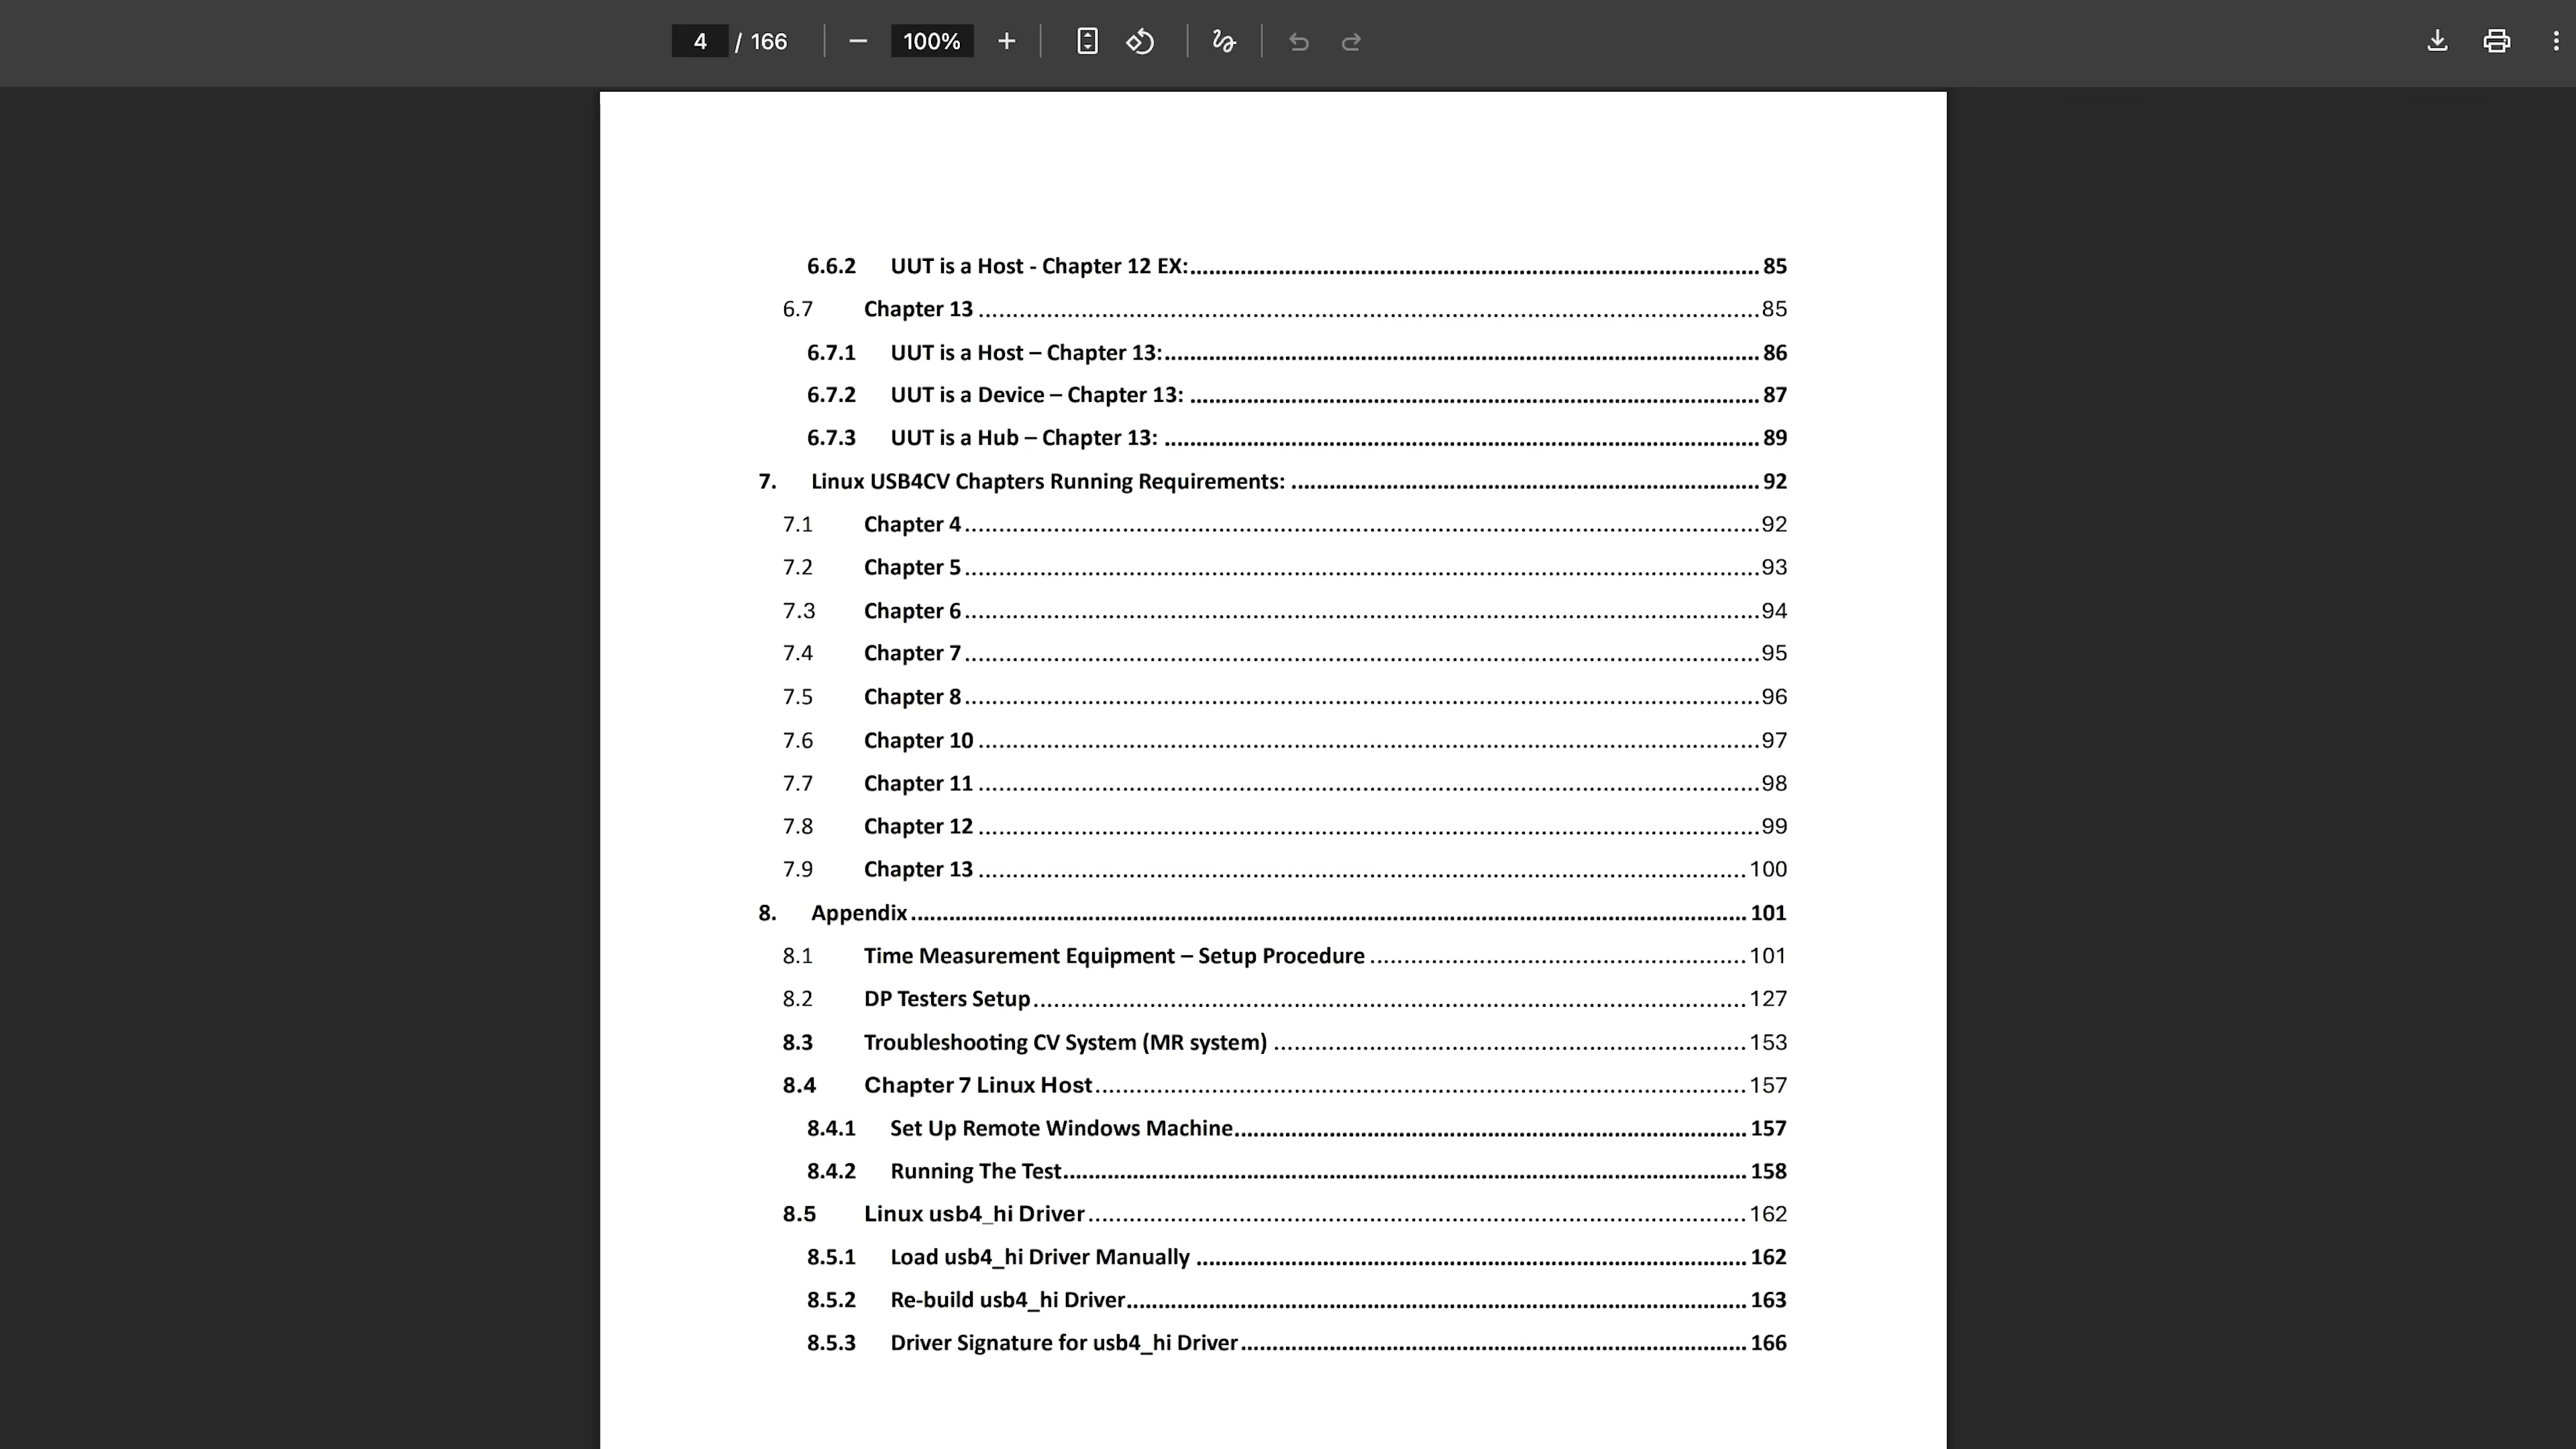 4 / 166 100%
6.6.2 UUT is a Host - Chapter 12 EX: 85
6.7 Chapter 13 85
6.7.1 UUT is a Host – Chapter 13: 86
6.7.2 UUT is a Device – Chapter 13: 87
6.7.3 UUT is a Hub – Chapter 13: 89
7. Linux USB4CV Chapters Running Requirements: 92
7.1 Chapter 4 92
7.2 Chapter 5 93
7.3 Chapter 6 94
7.4 Chapter 7 95
7.5 Chapter 8 96
7.6 Chapter 10 97
7.7 Chapter 11 98
7.8 Chapter 12 99
7.9 Chapter 13 100
8. Appendix 101
8.1 Time Measurement Equipment – Setup Procedure 101
8.2 DP Testers Setup 127
8.3 Troubleshooting CV System (MR system) 153
8.4 Chapter 7 Linux Host 157
8.4.1 Set Up Remote Windows Machine 157
8.4.2 Running The Test 158
8.5 Linux usb4_hi Driver 162
8.5.1 Load usb4_hi Driver Manually 162
8.5.2 Re-build usb4_hi Driver 163
8.5.3 Driver Signature for usb4_hi Driver 166